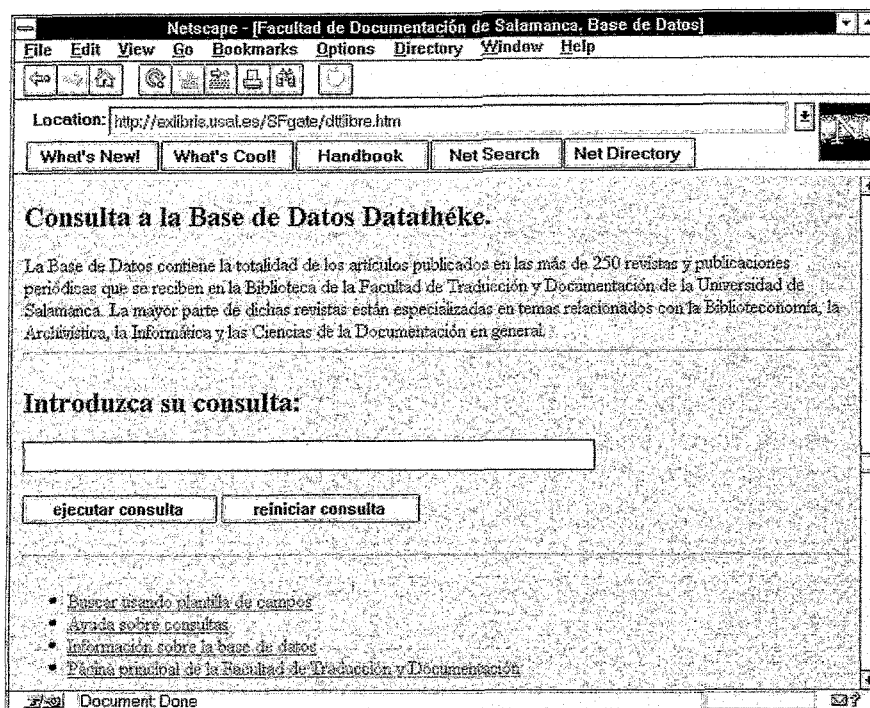 Netscape - [Facultad de Documentación de Salamanca. Base de Datos]
File Edit View Go Bookmarks Options Directory Window Help
Location: http://exlibris.usal.es/SFgate/dttlibre.htm
What's New! What's Cool! Handbook Net Search Net Directory
Consulta a la Base de Datos Datathéke.
La Base de Datos contiene la totalidad de los artículos publicados en las más de 250 revistas y publicaciones
periódicas que se reciben en la Biblioteca de la Facultad de Traducción y Documentación de la Universidad de
Salamanca. La mayor parte de dichas revistas están especializadas en temas relacionados con la Biblioteconomía, la
Archivística, la Informática y las Ciencias de la Documentación en general.
Introduzca su consulta:
ejecutar consulta reiniciar consulta
Buscar usando plantilla de campos
Ayuda sobre consultas
Información sobre la base de datos
Página principal de la Facultad de Traducción y Documentación
Document Done